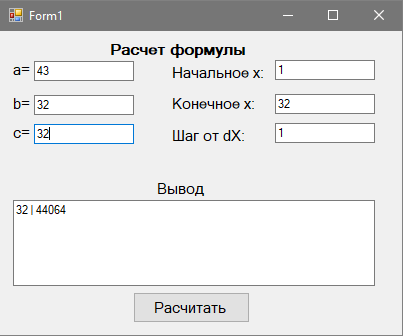 Form1
Расчет формулы
a= 43
Начальное x: 1
b= 32
Конечное x: 32
c= 32
Шаг от dX: 1
Вывод
32 | 44064
Расчитать